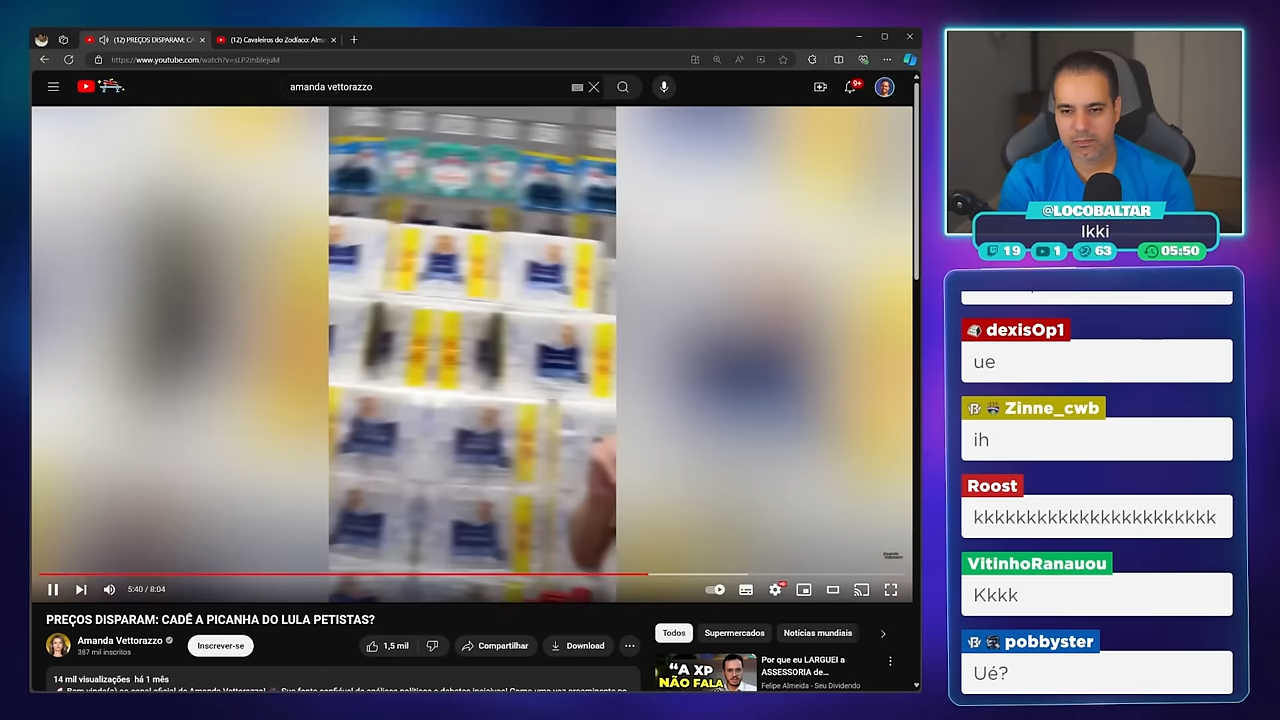 (12) PREÇOS DISPARAM: C
(12) Cavaleiros do Zodíaco: Alm
https://www.youtube.com/watch?v=sLP2mblejuM
amanda vettorazzo
9+
5:40 / 8:04
HD
PREÇOS DISPARAM: CADÊ A PICANHA DO LULA PETISTAS?
Amanda Vettorazzo
387 mil inscritos
Inscrever-se
1,5 mil
Compartilhar
Download
14 mil visualizações há 1 mês
Todos
Supermercados
Notícias mundiais
"A XP
NÃO FALA
Por que eu LARGUEI a
ASSESSORIA de...
Felipe Almeida - Seu Dividendo
@LOCOBALTAR
Ikki
19
1
63
05:50
dexisOp1
ue
Zinne_cwb
ih
Roost
kkkkkkkkkkkkkkkkkkkkkkk
VitinhoRanauou
Kkkk
pobbyster
Ué?